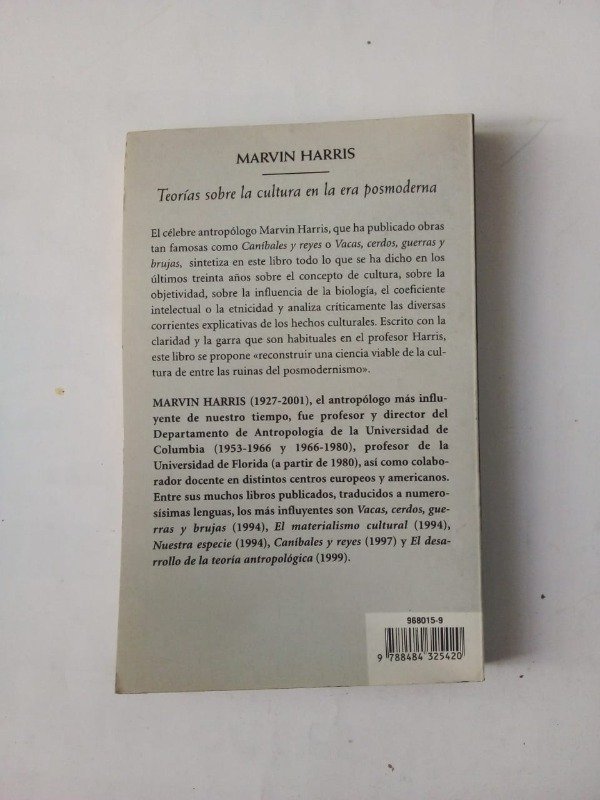 MARVIN HARRIS
Teorías sobre la cultura en la era posmoderna
El célebre antropólogo Marvin Harris, que ha publicado obras
tan famosas como Caníbales y reyes o Vacas, cerdos, guerras y
brujas, sintetiza en este libro todo lo que se ha dicho en los
últimos treinta años sobre el concepto de cultura, sobre la
objetividad, sobre la influencia de la biología, el coeficiente
intelectual o la etnicidad y analiza críticamente las diversas
corrientes explicativas de los hechos culturales. Escrito con la
claridad y la garra que son habituales en el profesor Harris,
este libro se propone «reconstruir una ciencia viable de la cul-
tura de entre las ruinas del posmodernismo».
MARVIN HARRIS (1927-2001), el antropólogo más influ-
yente de nuestro tiempo, fue profesor y director del
Departamento de Antropología de la Universidad de
Columbia (1953-1966 y 1966-1980), profesor de la
Universidad de Florida (a partir de 1980), así como colabo-
rador docente en distintos centros europeos y americanos.
Entre sus muchos libros publicados, traducidos a numero-
sísimas lenguas, los más influyentes son Vacas, cerdos, gue-
rras y brujas (1994), El materialismo cultural (1994),
Nuestra especie (1994), Caníbales y reyes (1997) y El desa-
rrollo de la teoría antropológica (1999).
968015-9
9 788484 325420